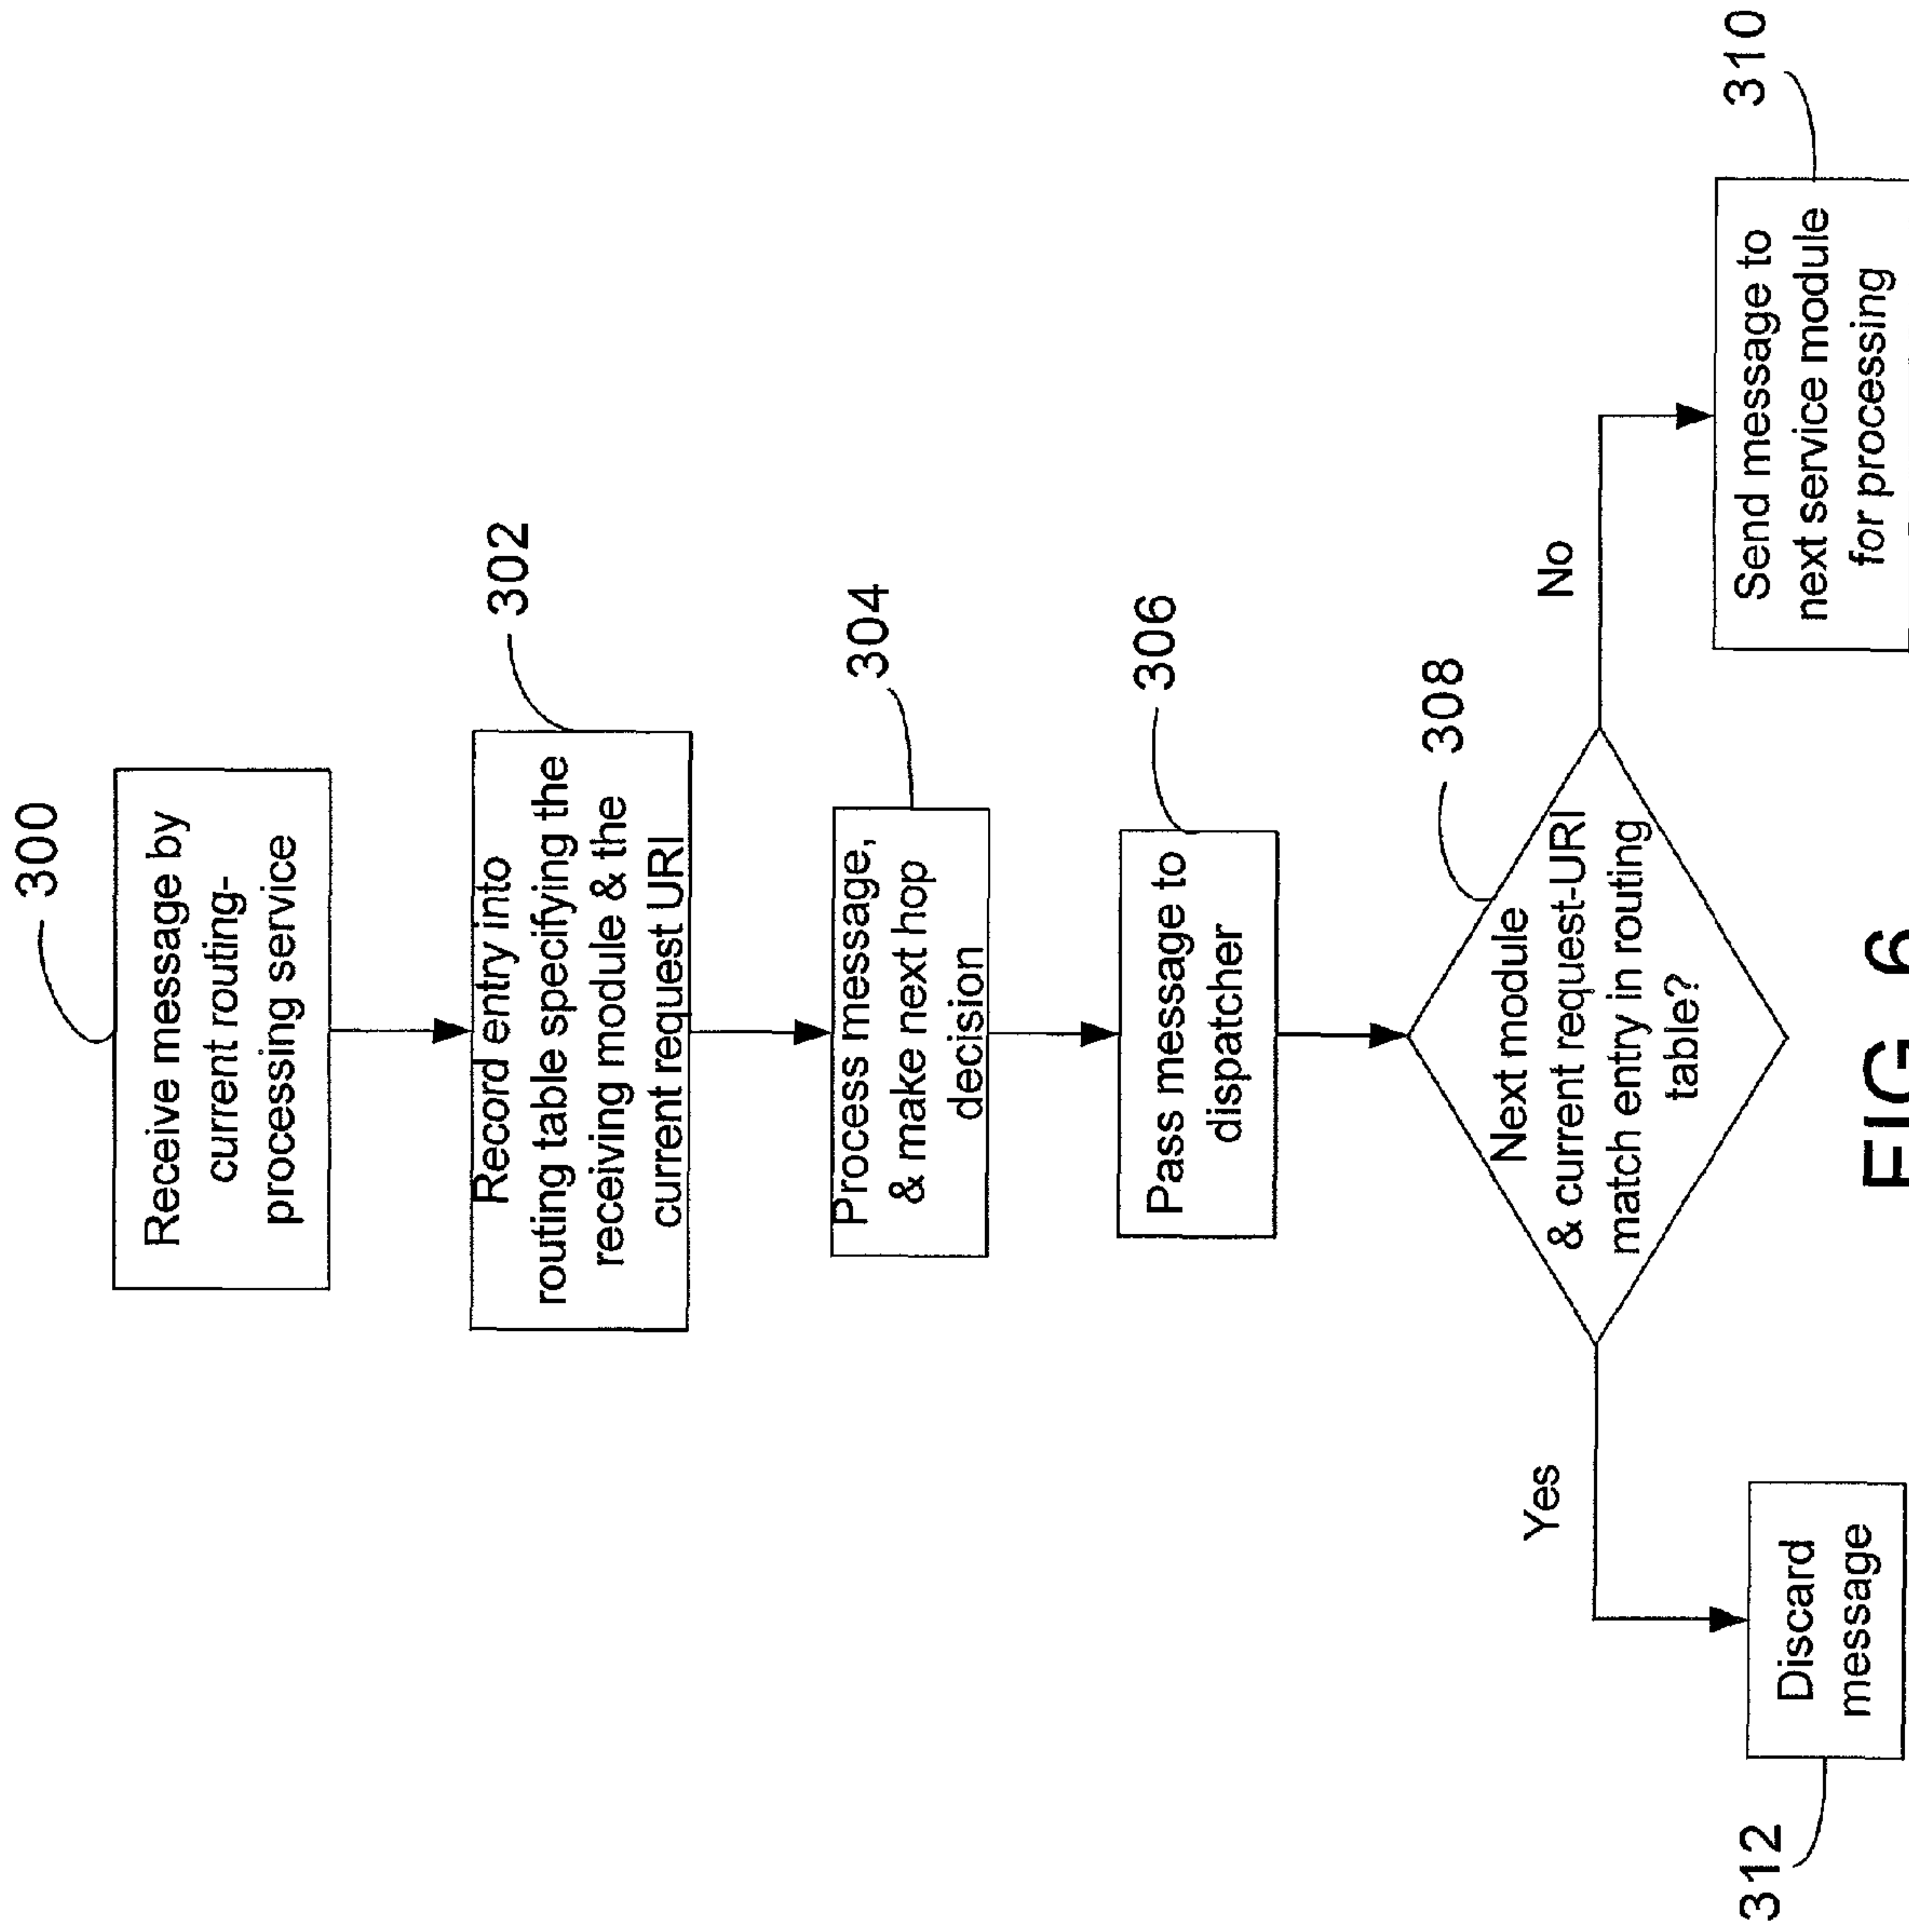 300
Receive message by
current routing-
processing service
302
Record entry into
routing table specifying the
receiving module & the
current request URI
304
Process message,
& make next hop
decision
306
Pass message to
dispatcher
308
Next module
& current request-URI
match entry in routing
table?
Yes
No
312
Discard
message
310
Send message to
next service module
for processing
FIG 6